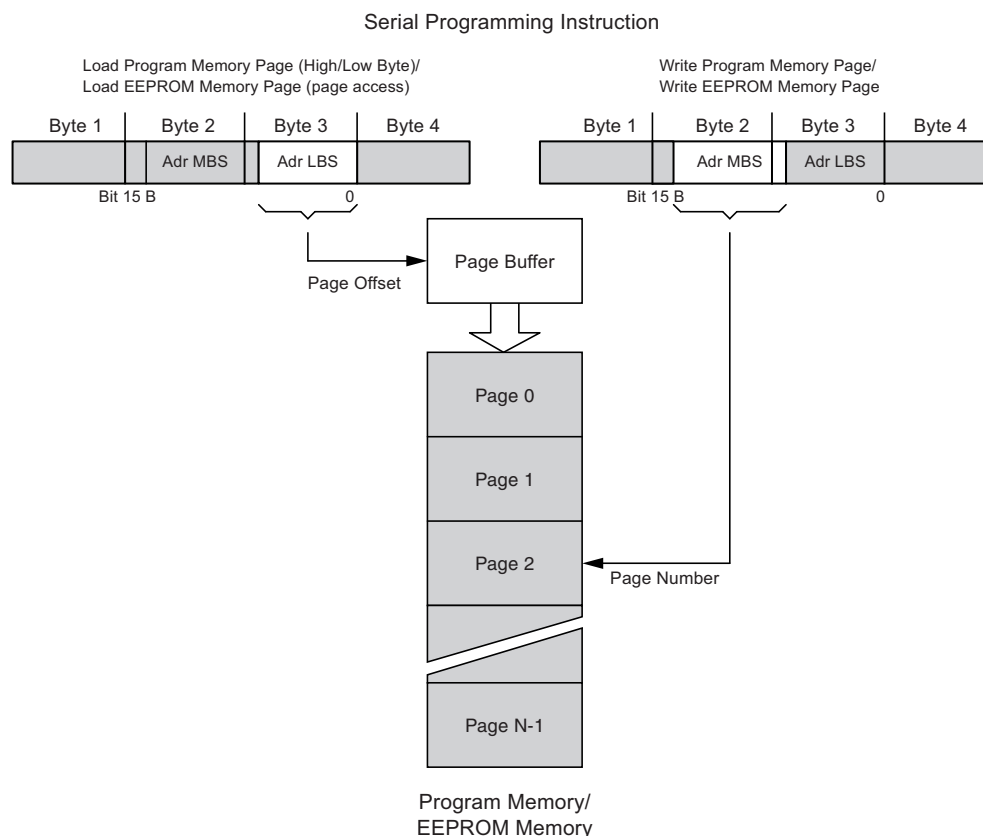 Serial Programming Instruction
Load Program Memory Page (High/Low Byte)/
Load EEPROM Memory Page (page access)
Byte 1 Byte 2 Byte 3 Byte 4
Adr MBS Adr LBS
Bit 15 B 0
Write Program Memory Page/
Write EEPROM Memory Page
Byte 1 Byte 2 Byte 3 Byte 4
Adr MBS Adr LBS
Bit 15 B 0
Page Offset
Page Buffer
Page 0
Page 1
Page 2
Page Number
Page N-1
Program Memory/
EEPROM Memory